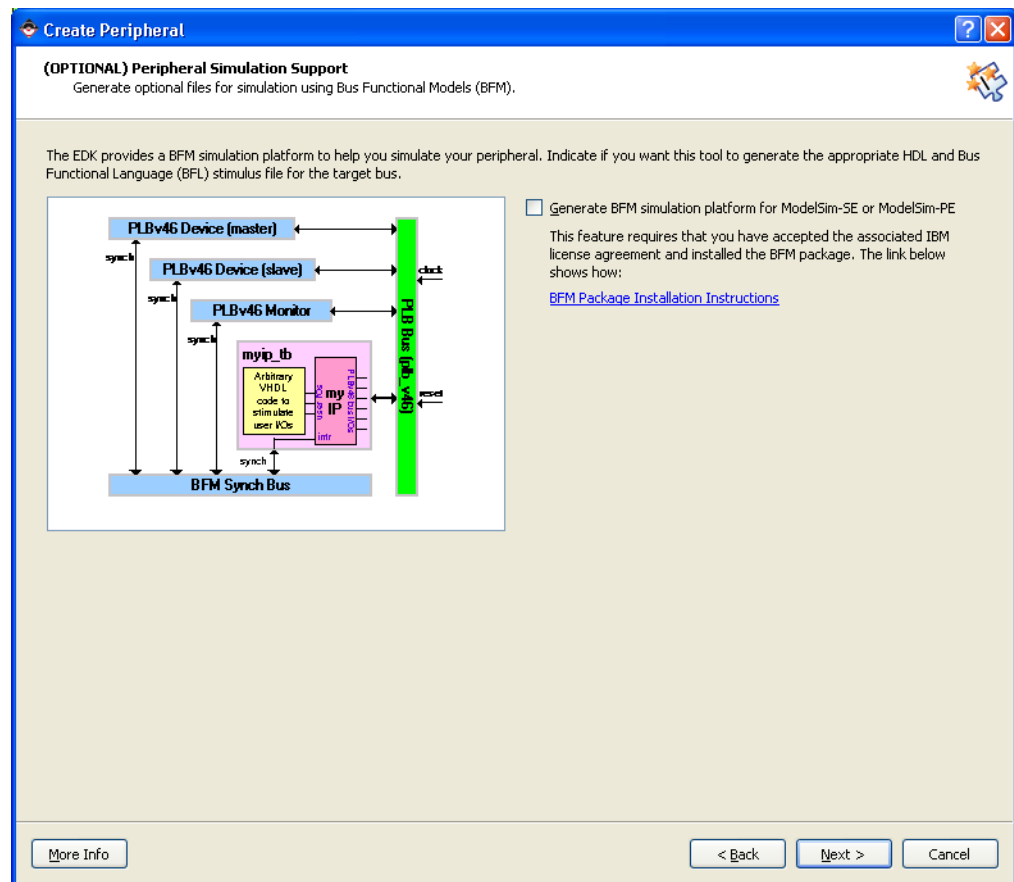 Create Peripheral
(OPTIONAL) Peripheral Simulation Support
Generate optional files for simulation using Bus Functional Models (BFM).
The EDK provides a BFM simulation platform to help you simulate your peripheral. Indicate if you want this tool to generate the appropriate HDL and Bus
Functional Language (BFL) stimulus file for the target bus.
PLBv46 Device (master)
synch
PLBv46 Device (slave)
synch
PLBv46 Monitor
synch
clock
PLB Bus (plb_v46)
reset
myip_tb
Arbitrary
VHDL
code to
stimulate
user I/Os
my
IP
PLBv46 bus I/Os
intr
synch
BFM Synch Bus
Generate BFM simulation platform for ModelSim-SE or ModelSim-PE
This feature requires that you have accepted the associated IBM
license agreement and installed the BFM package. The link below
shows how:
BFM Package Installation Instructions
More Info
< Back
Next >
Cancel